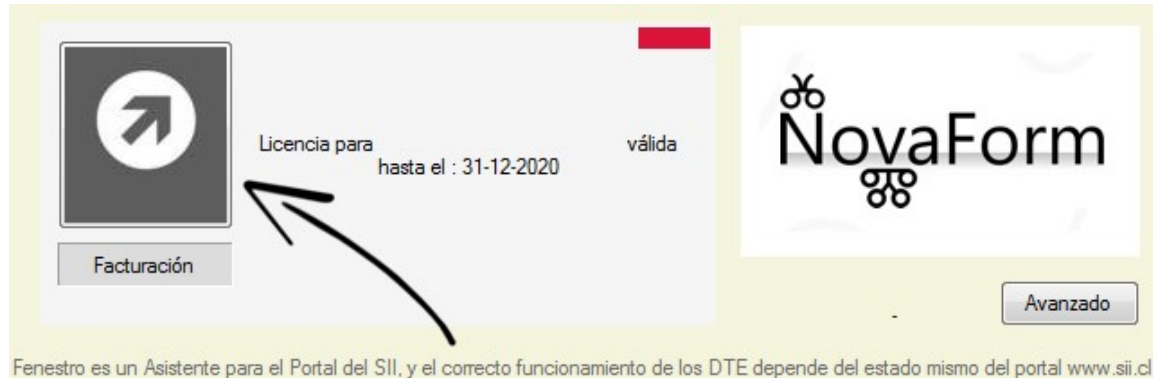 Licencia para válida
hasta el : 31-12-2020
Facturación
NovaForm
-
Avanzado
Fenestro es un Asistente para el Portal del SII, y el correcto funcionamiento de los DTE depende del estado mismo del portal www.sii.cl